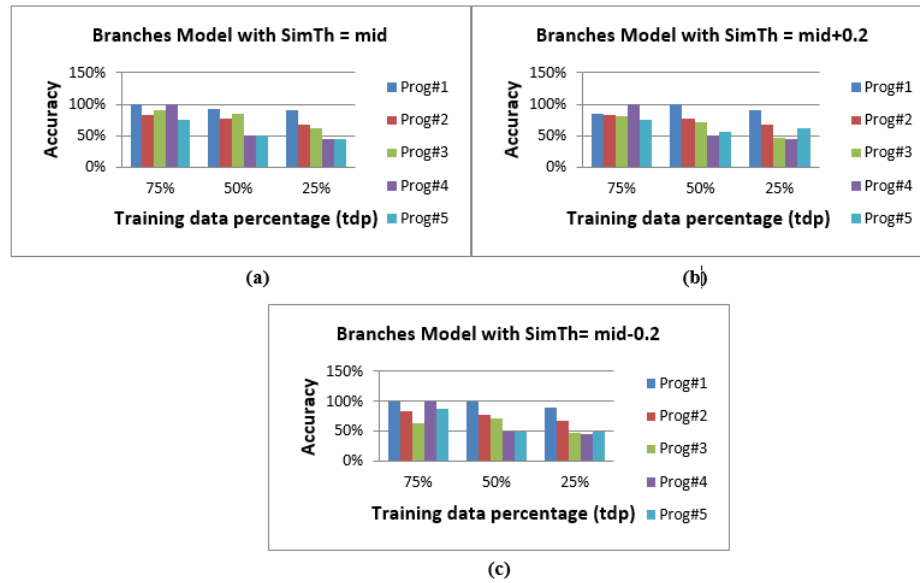 Branches Model with SimTh = mid
Accuracy
150%
100%
50%
0%
75% 50% 25%
Training data percentage (tdp)
Prog#1
Prog#2
Prog#3
Prog#4
Prog#5
(a)
Branches Model with SimTh = mid+0.2
Accuracy
150%
100%
50%
0%
75% 50% 25%
Training data percentage (tdp)
Prog#1
Prog#2
Prog#3
Prog#4
Prog#5
(b)
Branches Model with SimTh= mid-0.2
Accuracy
150%
100%
50%
0%
75% 50% 25%
Training data percentage (tdp)
Prog#1
Prog#2
Prog#3
Prog#4
Prog#5
(c)